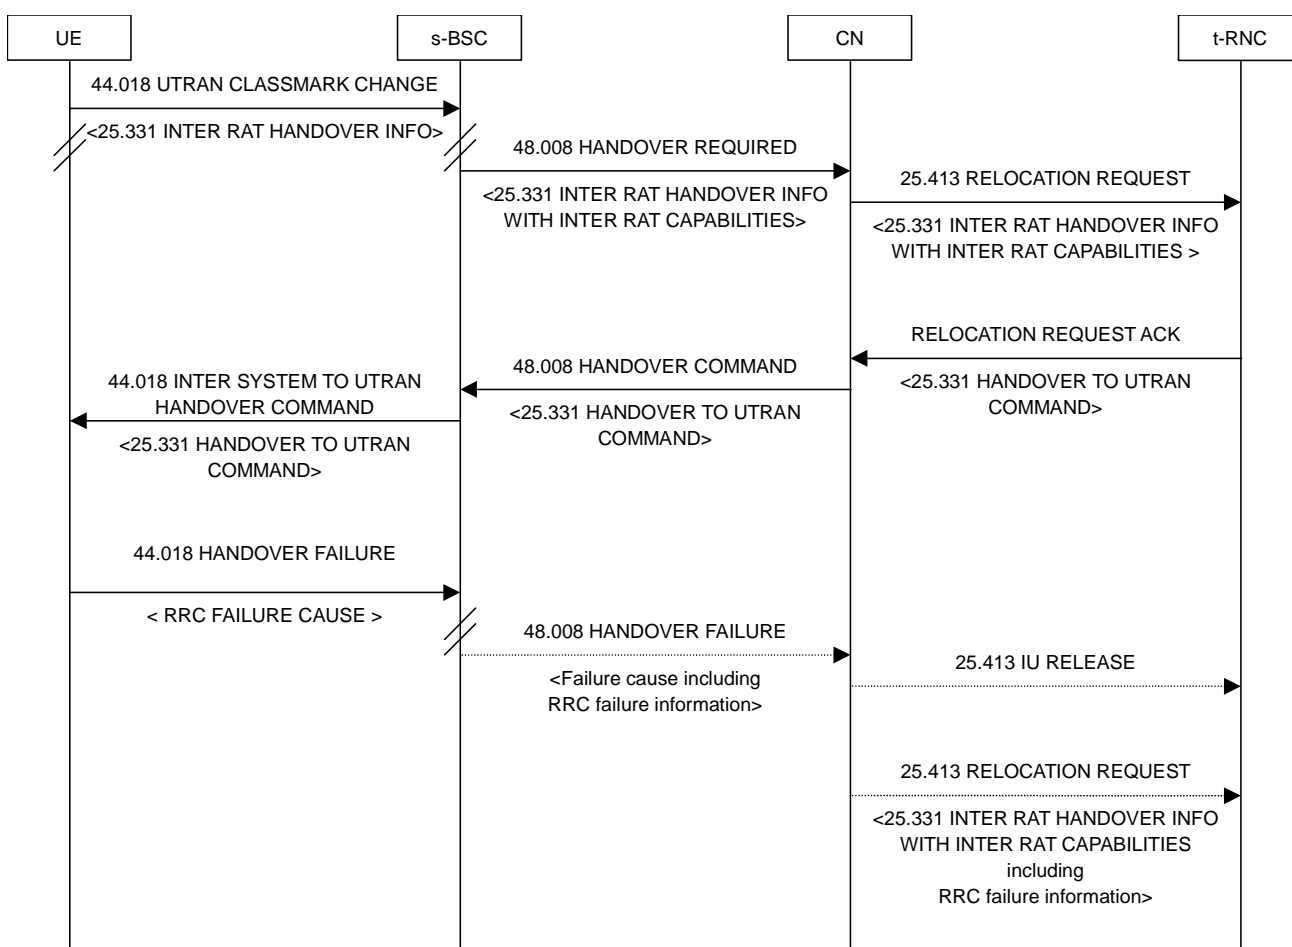 UE
s-BSC
CN
t-RNC
44.018 UTRAN CLASSMARK CHANGE
<25.331 INTER RAT HANDOVER INFO>
48.008 HANDOVER REQUIRED
<25.331 INTER RAT HANDOVER INFO
WITH INTER RAT CAPABILITIES>
25.413 RELOCATION REQUEST
<25.331 INTER RAT HANDOVER INFO
WITH INTER RAT CAPABILITIES >
RELOCATION REQUEST ACK
<25.331 HANDOVER TO UTRAN
COMMAND>
48.008 HANDOVER COMMAND
<25.331 HANDOVER TO UTRAN
COMMAND>
44.018 INTER SYSTEM TO UTRAN
HANDOVER COMMAND
<25.331 HANDOVER TO UTRAN
COMMAND>
44.018 HANDOVER FAILURE
< RRC FAILURE CAUSE >
48.008 HANDOVER FAILURE
<Failure cause including
RRC failure information>
25.413 IU RELEASE
25.413 RELOCATION REQUEST
<25.331 INTER RAT HANDOVER INFO
WITH INTER RAT CAPABILITIES
including
RRC failure information>